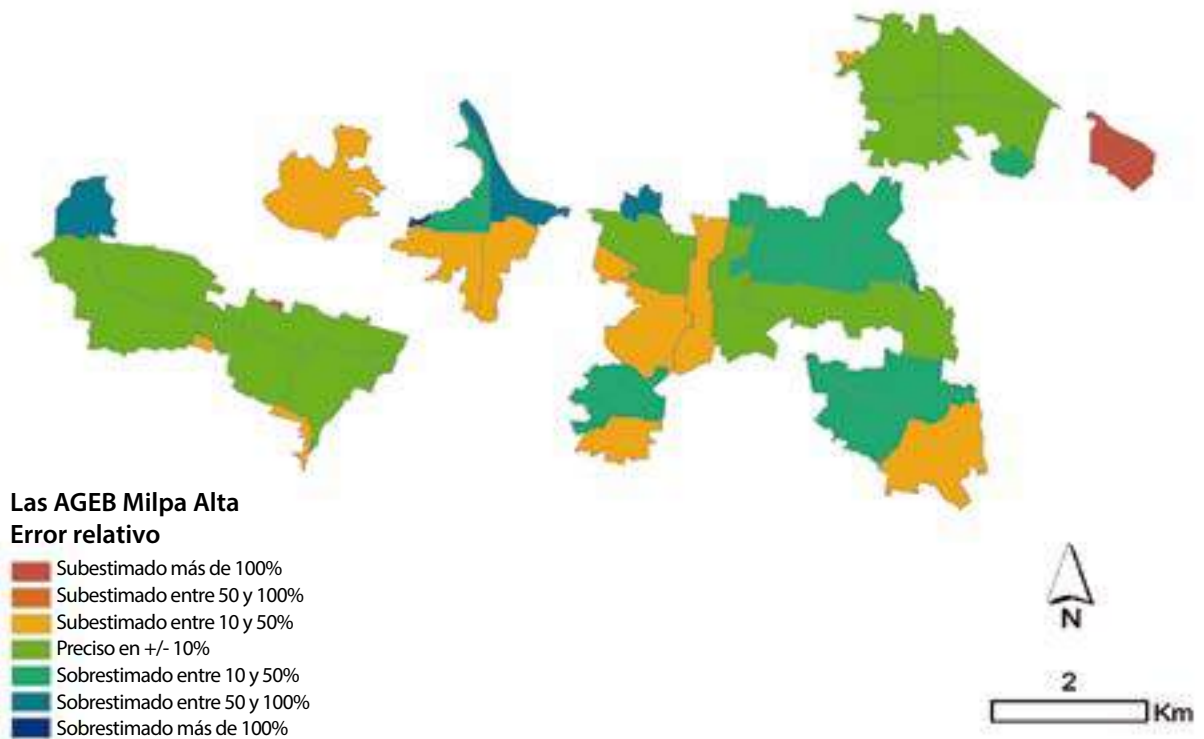 Las AGEB Milpa Alta
Error relativo
Subestimado más de 100%
Subestimado entre 50 y 100%
Subestimado entre 10 y 50%
Preciso en +/- 10%
Sobrestimado entre 10 y 50%
Sobrestimado entre 50 y 100%
Sobrestimado más de 100%
N
2
Km